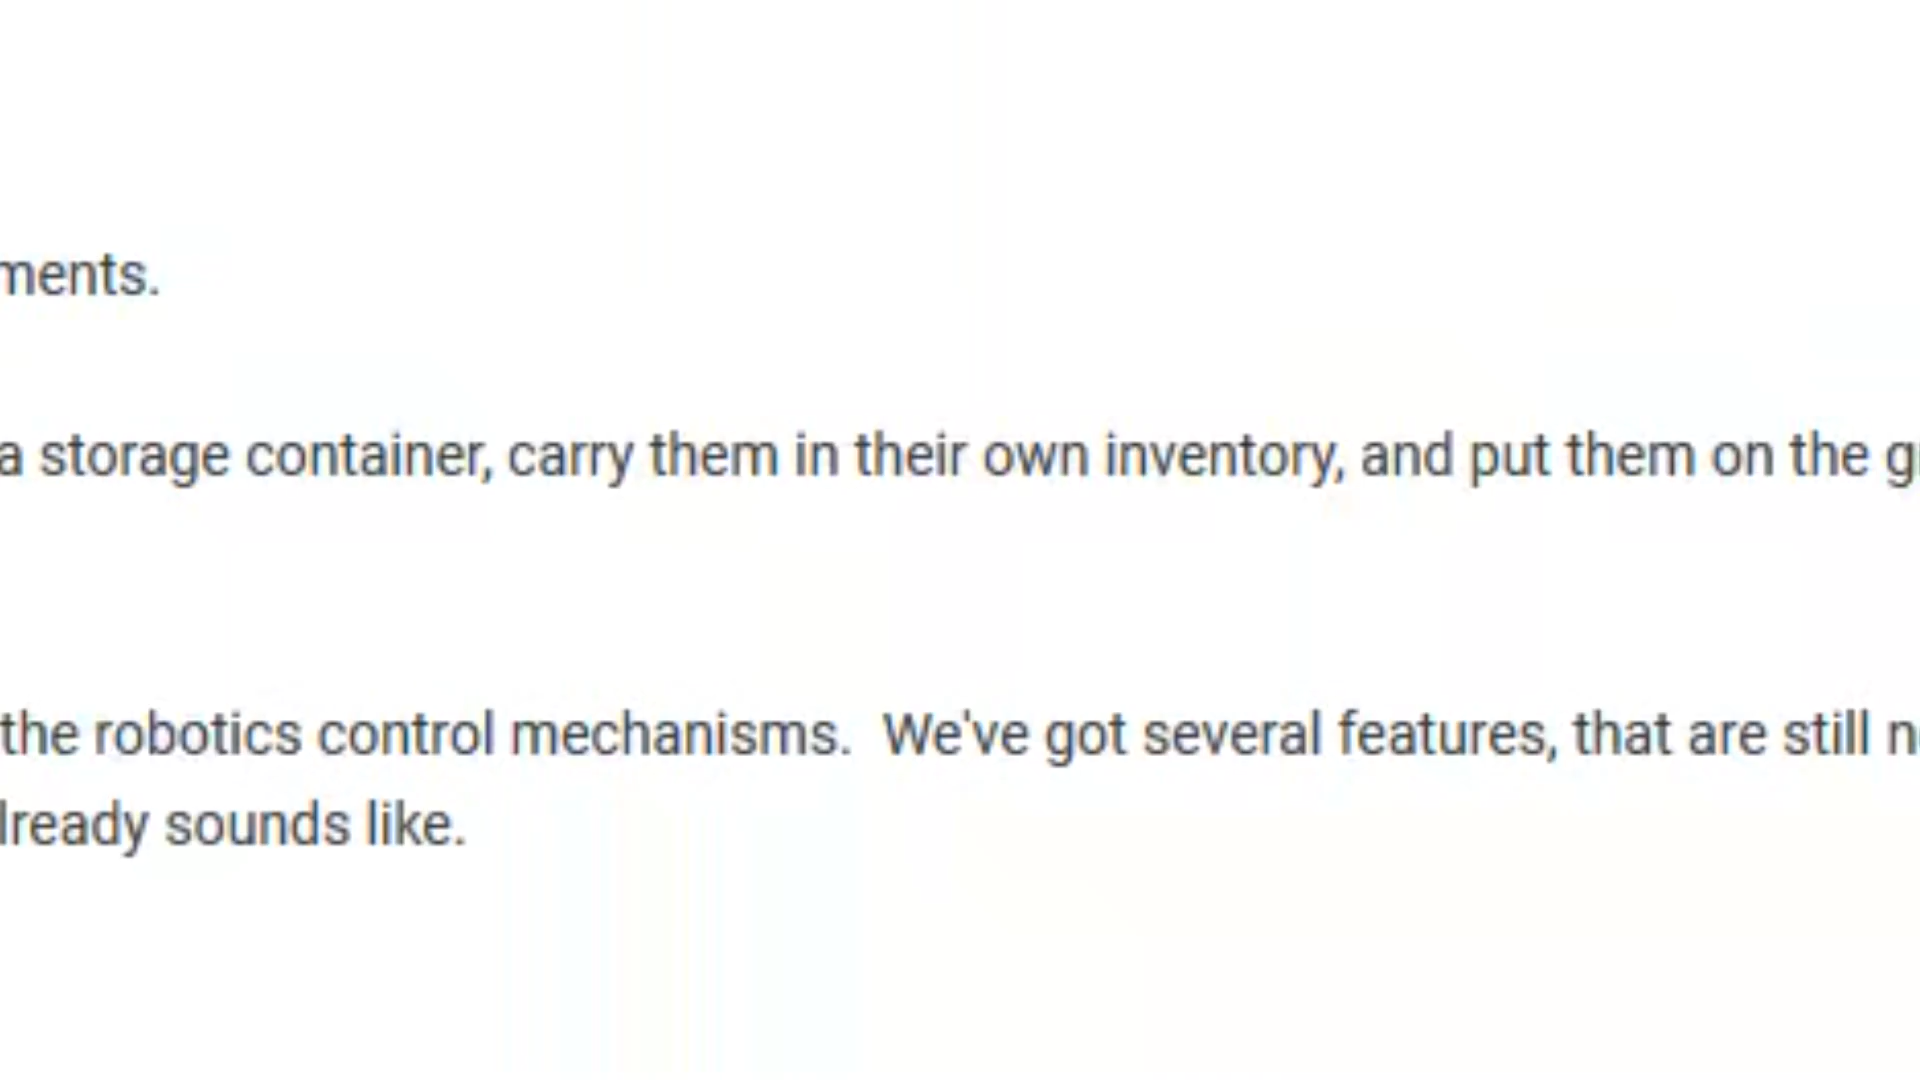 ments.
a storage container, carry them in their own inventory, and put them on the g
the robotics control mechanisms.  We've got several features, that are still n
lready sounds like.